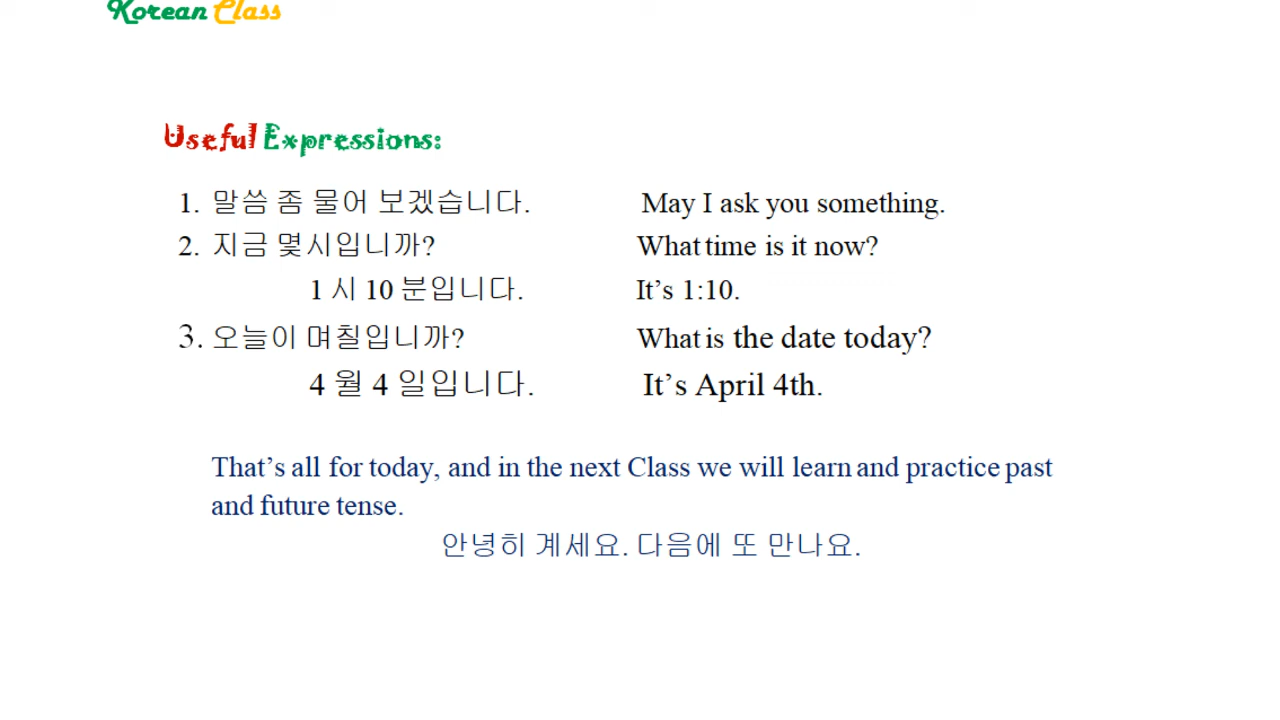 Korean Class
Useful Expressions:
1. 말씀 좀 물어 보겠습니다. May I ask you something.
2. 지금 몇시입니까? What time is it now?
1 시 10 분입니다. It's 1:10.
3. 오늘이 며칠입니까? What is the date today?
4 월 4 일입니다. It's April 4th.
That's all for today, and in the next Class we will learn and practice past
and future tense.
안녕히 계세요. 다음에 또 만나요.